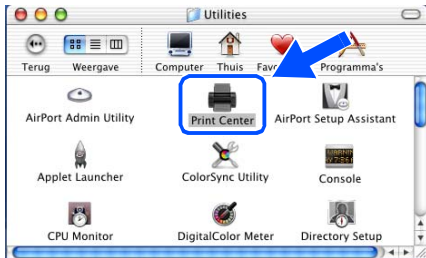 Utilities
Terug Weergave Computer Thuis Programma's
AirPort Admin Utility Print Center AirPort Setup Assistant
Applet Launcher ColorSync Utility Console
CPU Monitor DigitalColor Meter Directory Setup